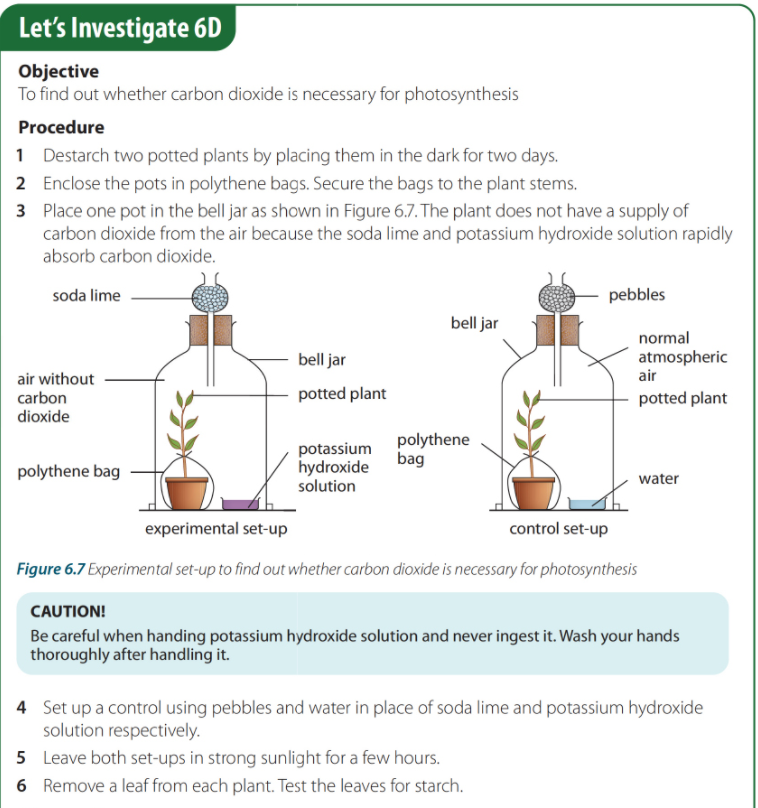 Let's Investigate 6D
Objective
To find out whether carbon dioxide is necessary for photosynthesis
Procedure
1 Destarch two potted plants by placing them in the dark for two days.
2 Enclose the pots in polythene bags. Secure the bags to the plant stems.
3 Place one pot in the bell jar as shown in Figure 6.7. The plant does not have a supply of
carbon dioxide from the air because the soda lime and potassium hydroxide solution rapidly
absorb carbon dioxide.
soda lime
air without
carbon
dioxide
polythene bag
bell jar
potted plant
potassium
hydroxide
solution
experimental set-up
pebbles
bell jar
normal
atmospheric
air
potted plant
polythene
bag
water
control set-up
Figure 6.7 Experimental set-up to find out whether carbon dioxide is necessary for photosynthesis
CAUTION!
Be careful when handing potassium hydroxide solution and never ingest it. Wash your hands
thoroughly after handling it.
4 Set up a control using pebbles and water in place of soda lime and potassium hydroxide
solution respectively.
5 Leave both set-ups in strong sunlight for a few hours.
6 Remove a leaf from each plant. Test the leaves for starch.